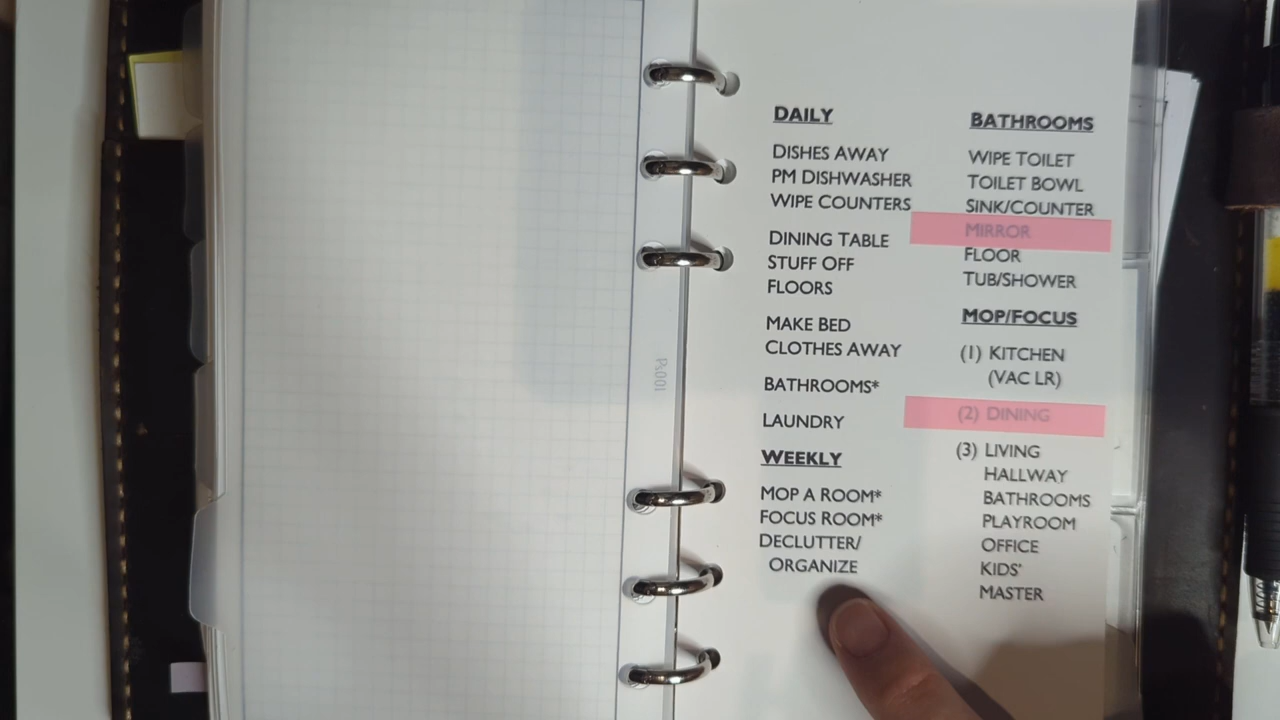 DAILY
DISHES AWAY
PM DISHWASHER
WIPE COUNTERS
DINING TABLE
STUFF OFF
FLOORS
MAKE BED
CLOTHES AWAY
BATHROOMS*
LAUNDRY
WEEKLY
MOP A ROOM*
FOCUS ROOM*
DECLUTTER/
ORGANIZE
BATHROOMS
WIPE TOILET
TOILET BOWL
SINK/COUNTER
MIRROR
FLOOR
TUB/SHOWER
MOP/FOCUS
(1) KITCHEN
(VAC LR)
(2) DINING
(3) LIVING
HALLWAY
BATHROOMS
PLAYROOM
OFFICE
KIDS'
MASTER